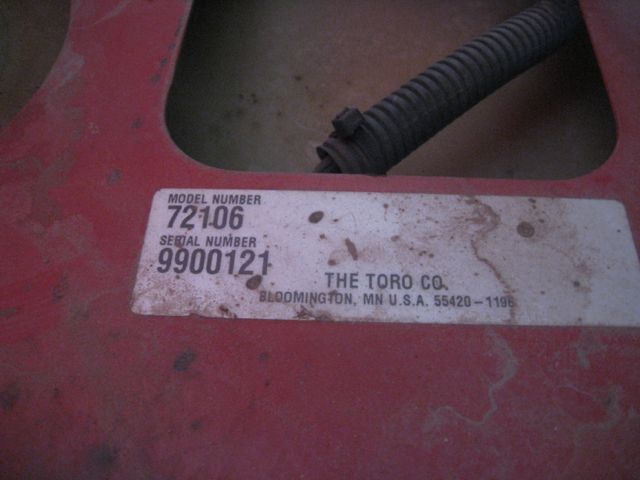 MODEL NUMBER
72106
SERIAL NUMBER
9900121
THE TORO CO.
BLOOMINGTON, MN U.S.A. 55420-1196